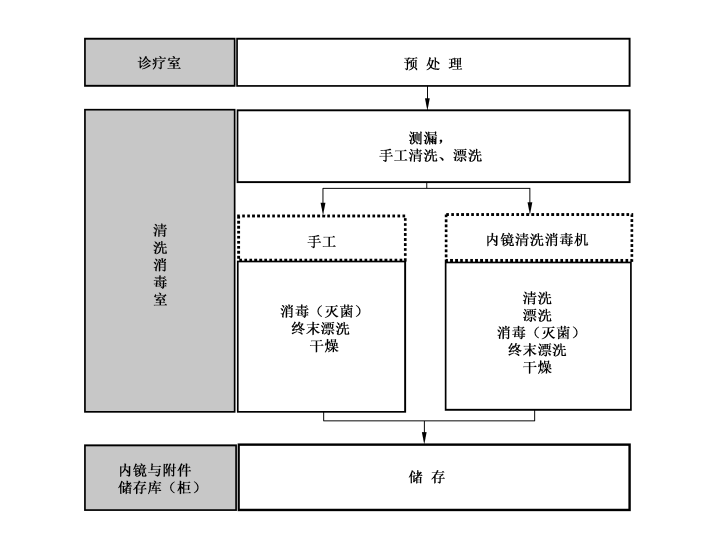 诊疗室
预 处 理
测漏，
手工清洗、漂洗
清
洗
消
毒
室
手工
内镜清洗消毒机
消毒（灭菌）
终末漂洗
干燥
清洗
漂洗
消毒（灭菌）
终末漂洗
干燥
内镜与附件
储存库（柜）
储 存